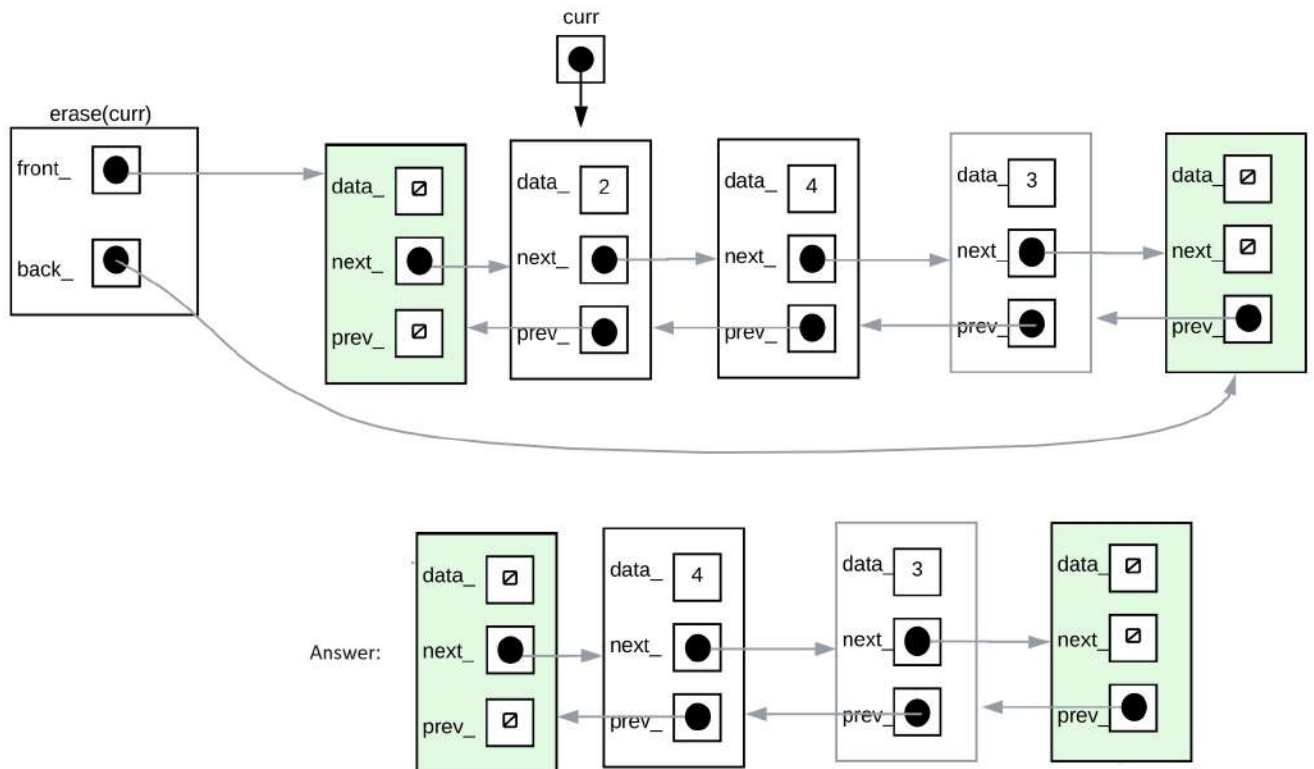 curr
erase(curr)
front_
back_
data_
next_
prev_
data_ 2
next_
prev_
data_ 4
next_
prev_
data_ 3
next_
prev_
data_
next_
prev_
Answer:
data_
next_
prev_
data_ 4
next_
prev_
data_ 3
next_
prev_
data_
next_
prev_